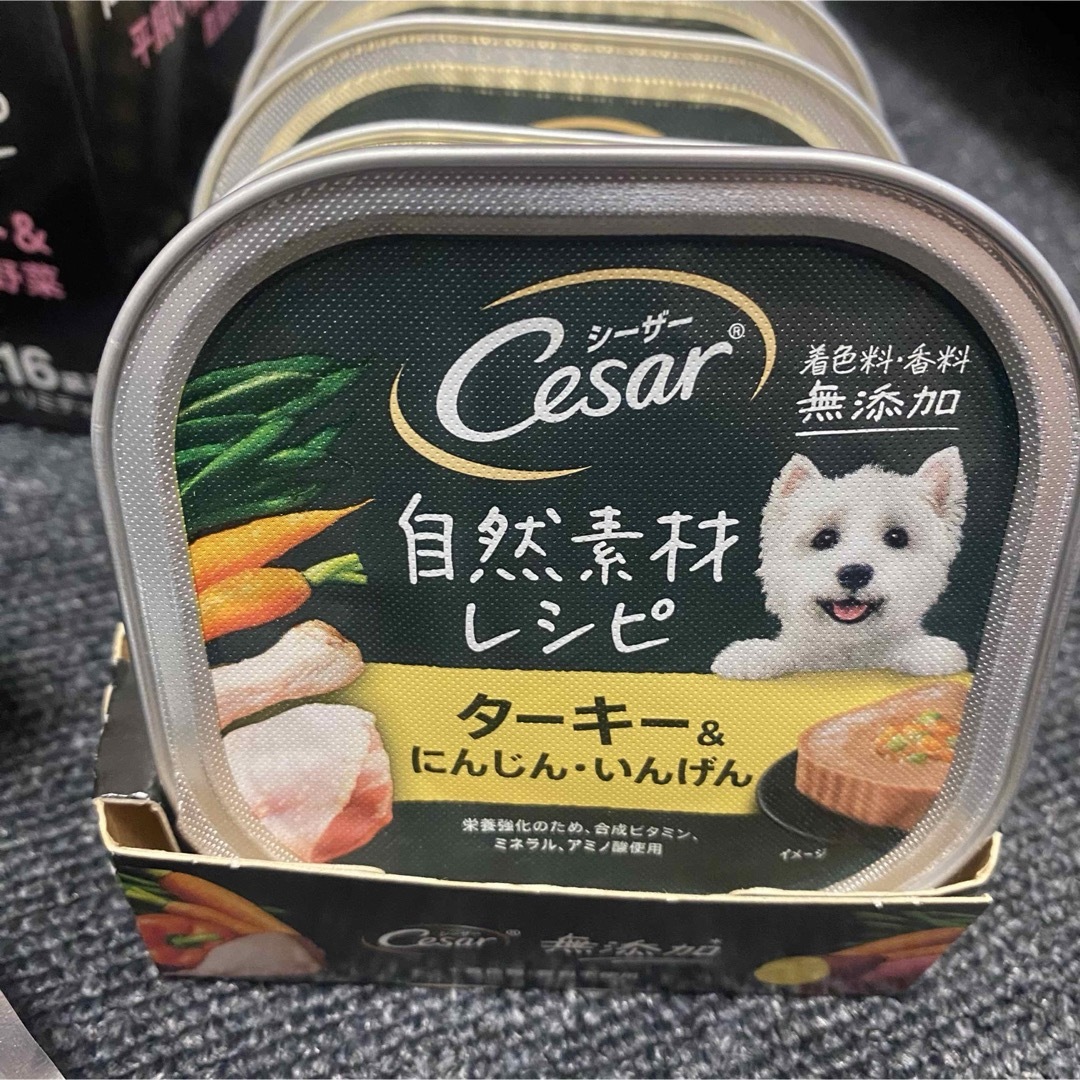 &
野菜
16
シーザー
Cesar®
着色料・香料
無添加
自然素材
レシピ
ターキー&
にんじん・いんげん
栄養強化のため、合成ビタミン、
ミネラル、アミノ酸使用
イメージ
Cesar®
無添加